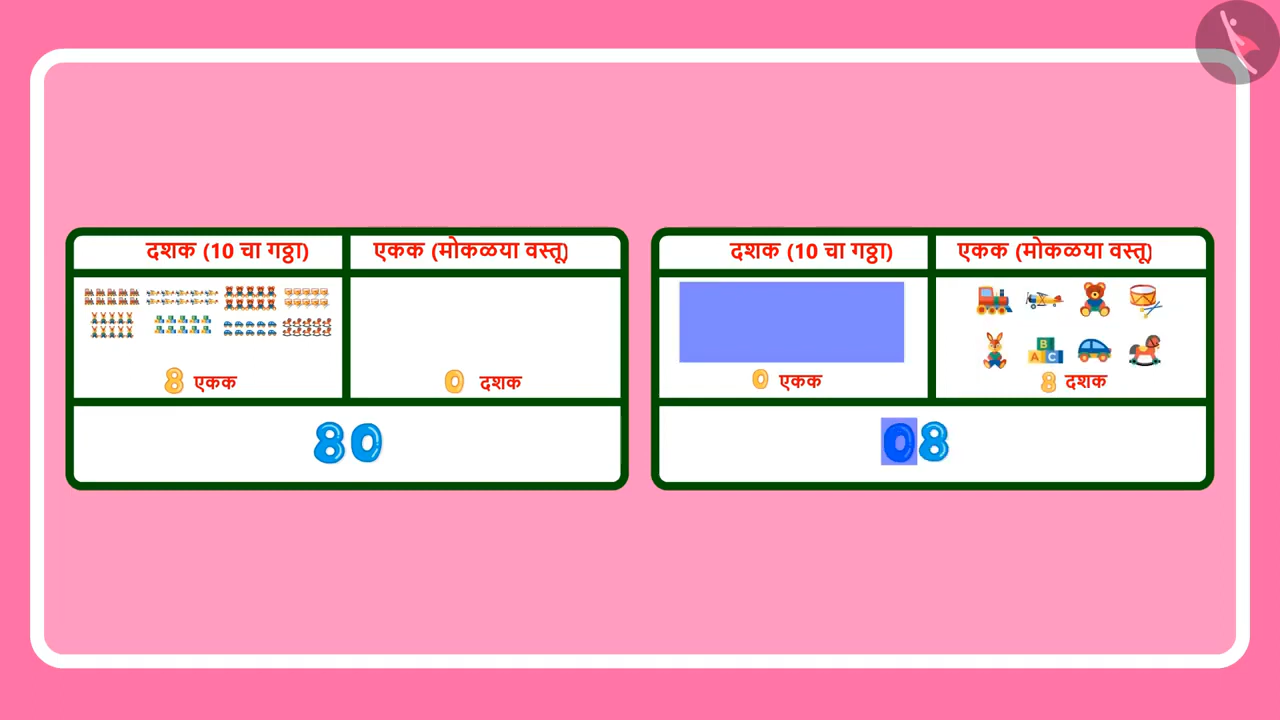 दशक (10 चा गठ्ठा) एकक (मोकळया वस्तू)
8 एकक 0 दशक
80
दशक (10 चा गठ्ठा) एकक (मोकळया वस्तू)
A B C
0 एकक 8 दशक
08